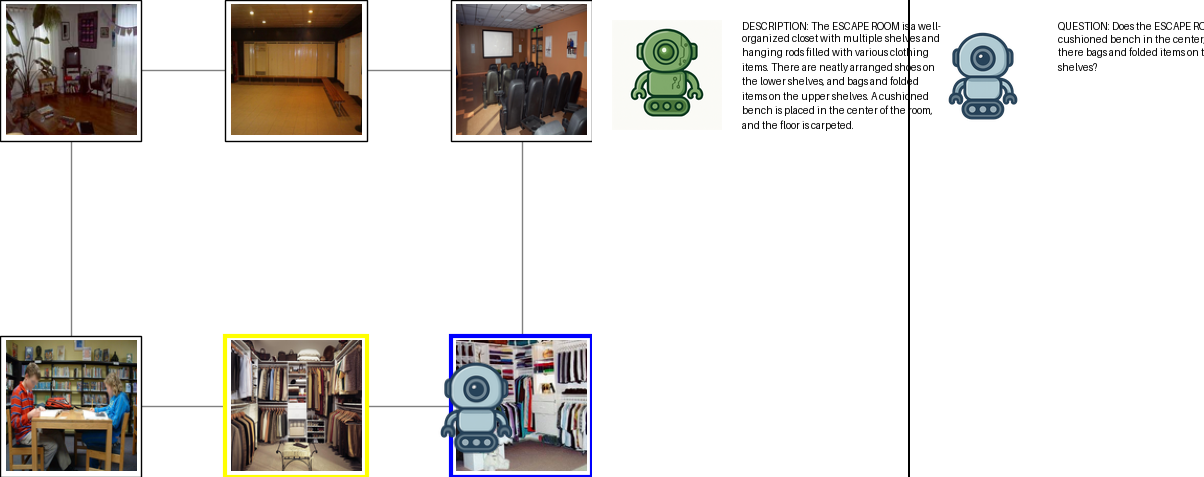 DESCRIPTION: The ESCAPE ROOM is a well-
organized closet with multiple shelves and
hanging rods filled with various clothing
items. There are neatly arranged shoes on
the lower shelves, and bags and folded
items on the upper shelves. A cushioned
bench is placed in the center of the room,
and the floor is carpeted.
QUESTION: Does the ESCAPE RO
cushioned bench in the center,
there bags and folded items on t
shelves?